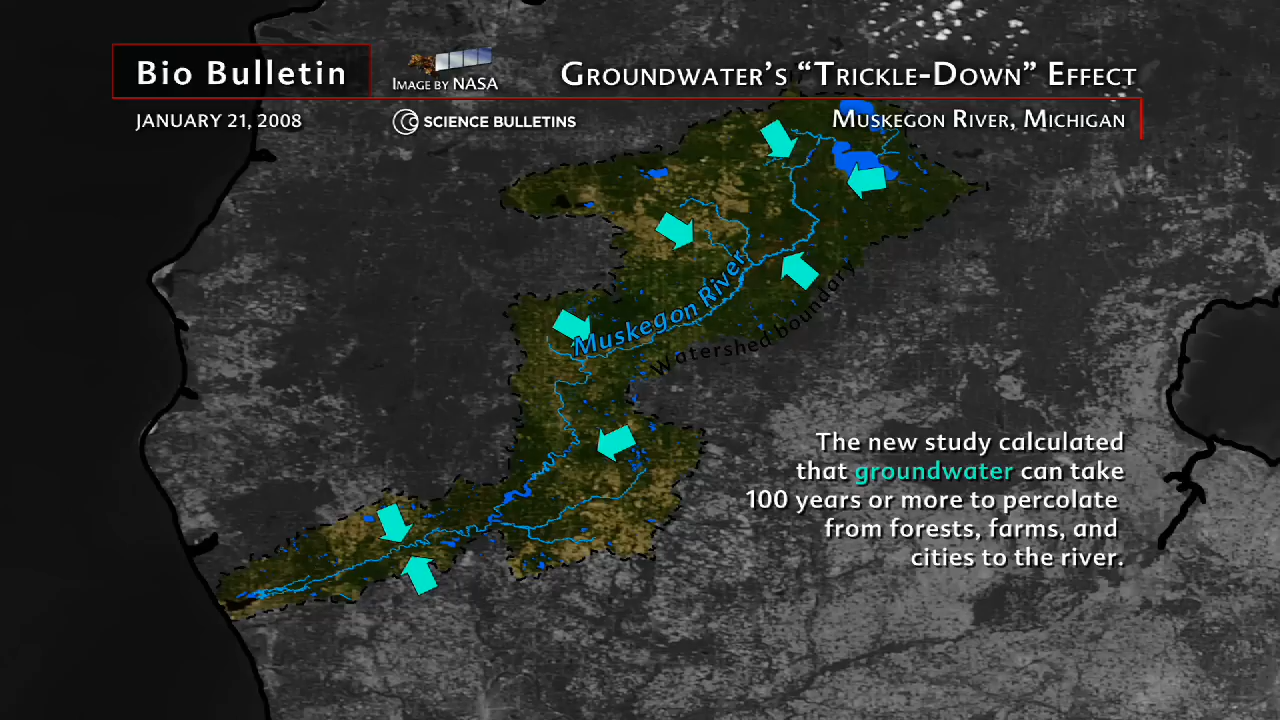 Bio Bulletin
IMAGE BY NASA
GROUNDWATER'S “TRICKLE-DOWN” EFFECT
JANUARY 21, 2008
SCIENCE BULLETINS
MUSKEGON RIVER, MICHIGAN
Muskegon River
Watershed boundary
The new study calculated
that groundwater can take
100 years or more to percolate
from forests, farms, and
cities to the river.